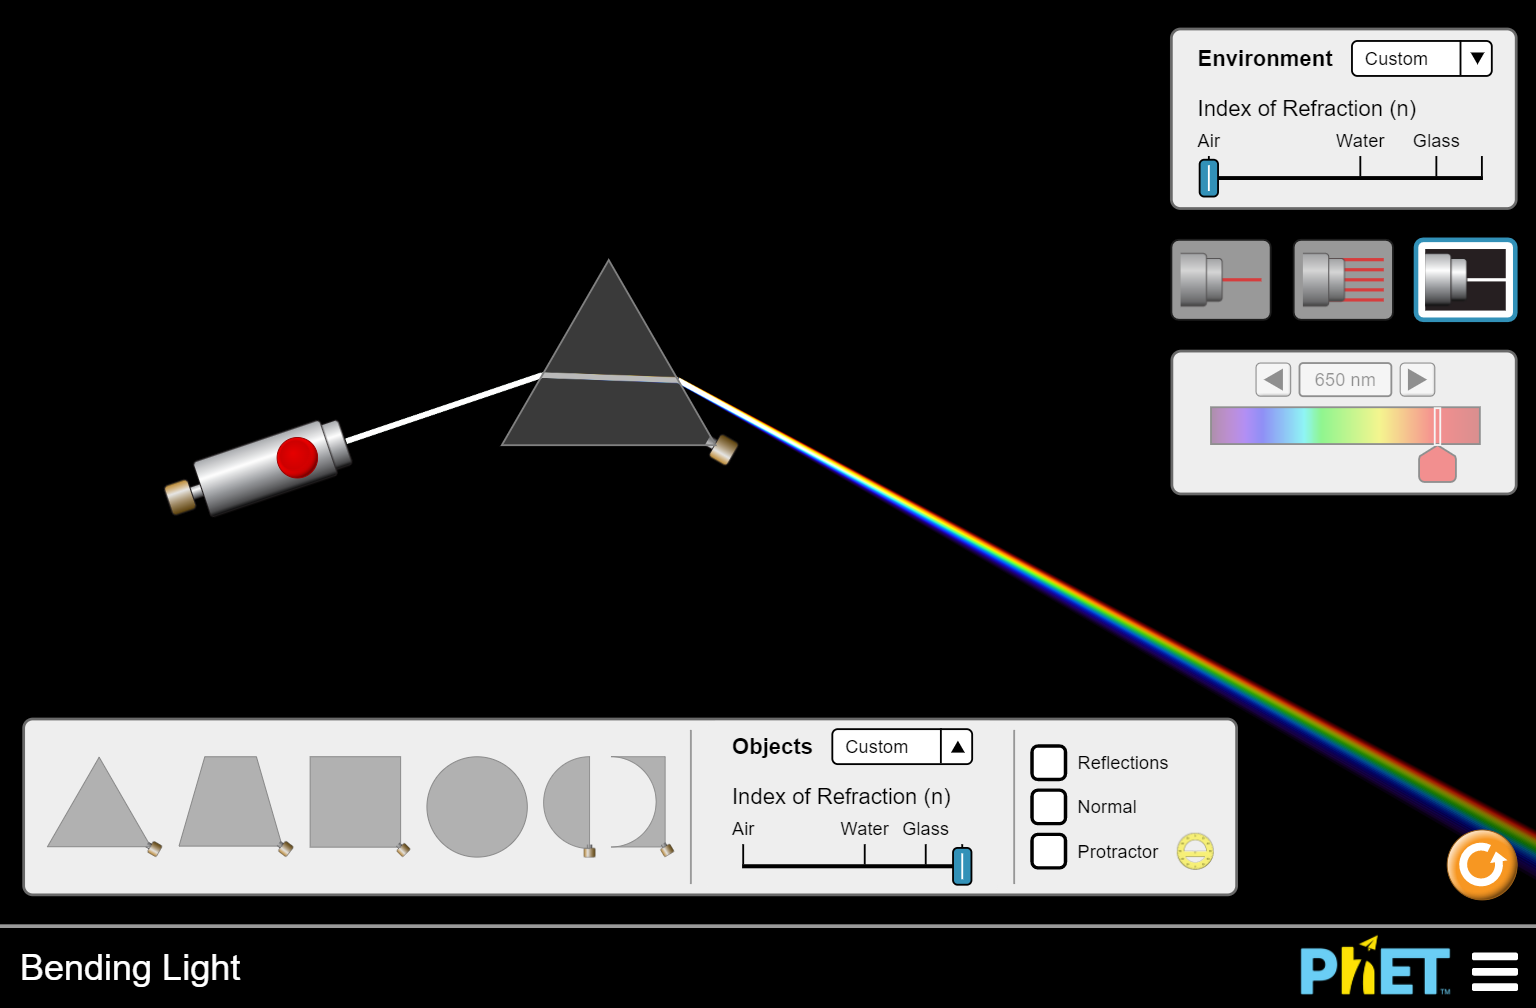 Environment Custom
Index of Refraction (n)
Air Water Glass
650 nm
Objects Custom
Index of Refraction (n)
Air Water Glass
Reflections
Normal
Protractor
Bending Light
PhET™